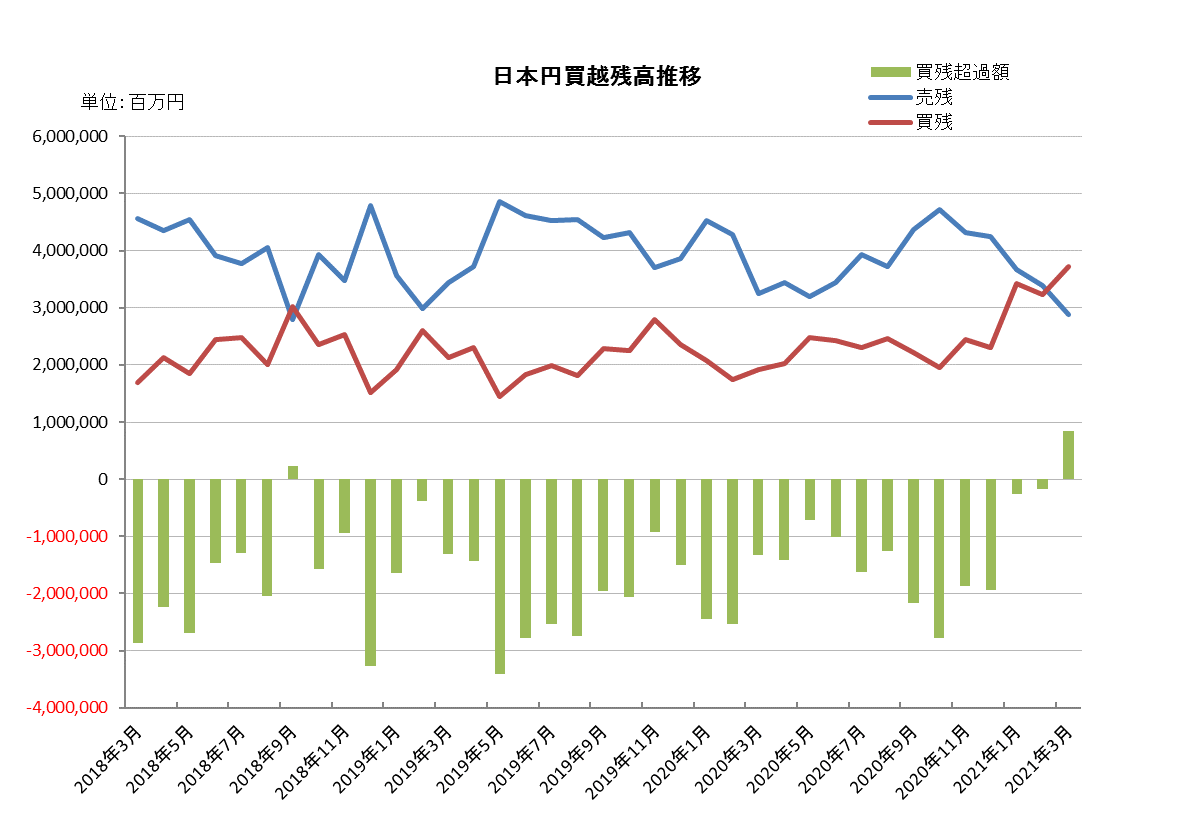 日本円買越残高推移
買残超過額
売残
買残
単位: 百万円
6,000,000
5,000,000
4,000,000
3,000,000
2,000,000
1,000,000
0
-1,000,000
-2,000,000
-3,000,000
-4,000,000
2018年3月
2018年5月
2018年7月
2018年9月
2018年11月
2019年1月
2019年3月
2019年5月
2019年7月
2019年9月
2019年11月
2020年1月
2020年3月
2020年5月
2020年7月
2020年9月
2020年11月
2021年1月
2021年3月